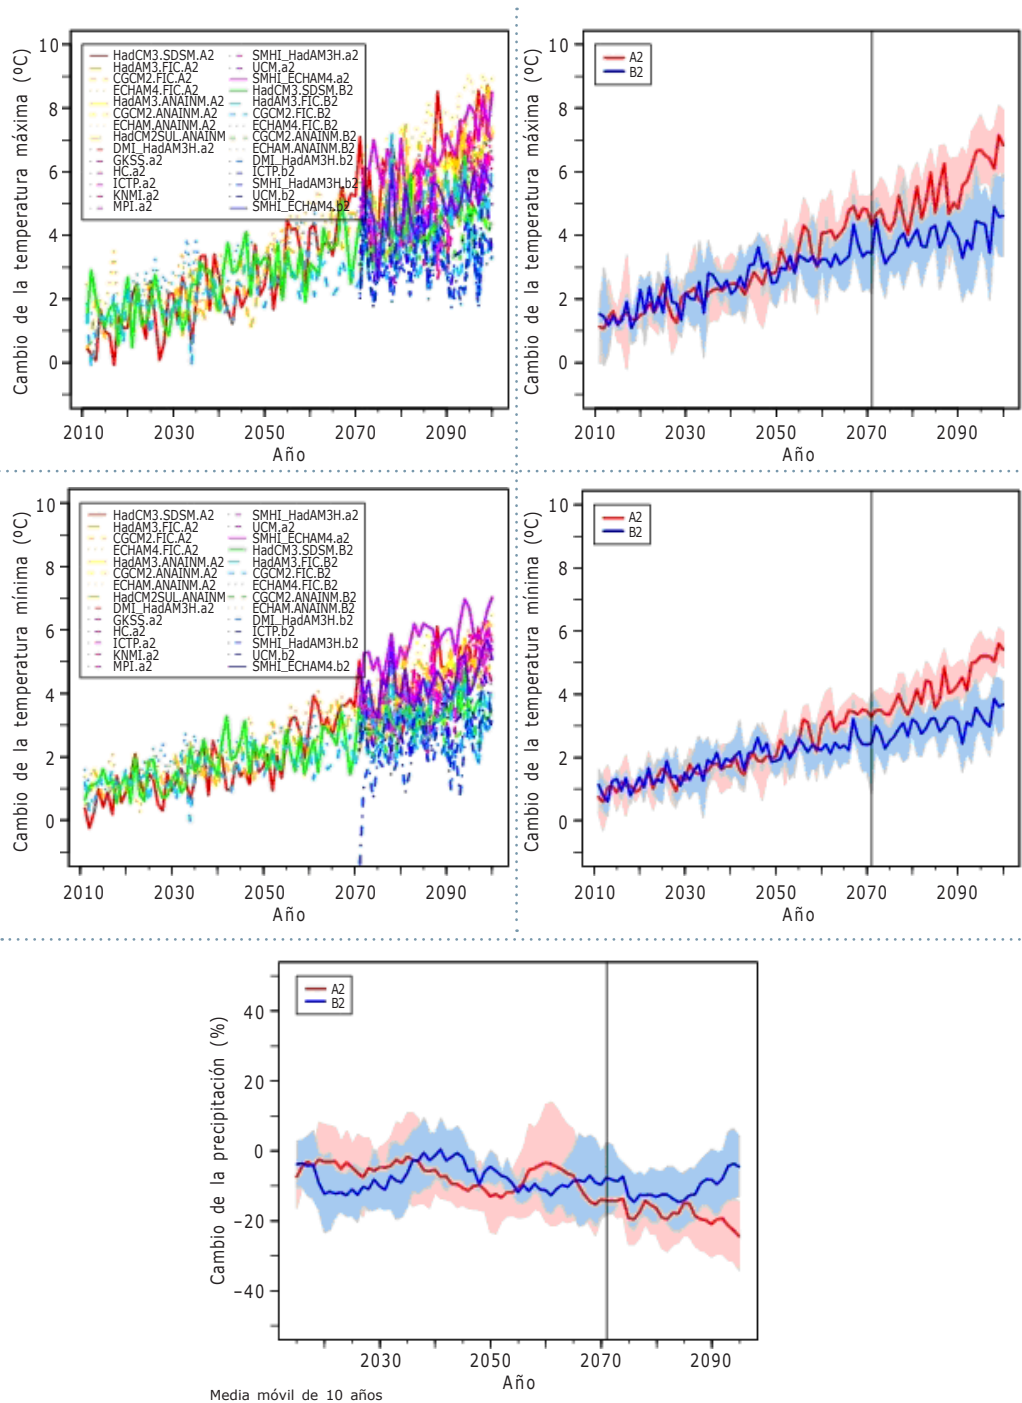 Cambio de la temperatura máxima (ºC)
10
8
6
4
2
0
HadCM3.SDSM.A2
HadAM3.FIC.A2
CGCM2.FIC.A2
ECHAM4.FIC.A2
HadAM3.ANAINM.A2
CGCM2.ANAINM.A2
ECHAM.ANAINM.A2
HadCM2SUL.ANAINM
DMI_HadAM3H.a2
GKSS.a2
HC.a2
ICTP.a2
KNMI.a2
MPI.a2
SMHI_HadAM3H.a2
UCM.a2
SMHI_ECHAM4.a2
HadCM3.SDSM.B2
HadAM3.FIC.B2
CGCM2.FIC.B2
ECHAM4.FIC.B2
CGCM2.ANAINM.B2
ECHAM.ANAINM.B2
DMI_HadAM3H.b2
ICTP.b2
SMHI_HadAM3H.b2
UCM.b2
SMHI_ECHAM4.b2
2010 2030 2050 2070 2090
Año
Cambio de la temperatura máxima (ºC)
10
8
6
4
2
0
A2
B2
2010 2030 2050 2070 2090
Año
Cambio de la temperatura mínima (ºC)
10
8
6
4
2
0
HadCM3.SDSM.A2
HadAM3.FIC.A2
CGCM2.FIC.A2
ECHAM4.FIC.A2
HadAM3.ANAINM.A2
CGCM2.ANAINM.A2
ECHAM.ANAINM.A2
HadCM2SUL.ANAINM
DMI_HadAM3H.a2
GKSS.a2
HC.a2
ICTP.a2
KNMI.a2
MPI.a2
SMHI_HadAM3H.a2
UCM.a2
SMHI_ECHAM4.a2
HadCM3.SDSM.B2
HadAM3.FIC.B2
CGCM2.FIC.B2
ECHAM4.FIC.B2
CGCM2.ANAINM.B2
ECHAM.ANAINM.B2
DMI_HadAM3H.b2
ICTP.b2
SMHI_HadAM3H.b2
UCM.b2
SMHI_ECHAM4.b2
2010 2030 2050 2070 2090
Año
Cambio de la temperatura mínima (ºC)
10
8
6
4
2
0
A2
B2
2010 2030 2050 2070 2090
Año
Cambio de la precipitación (%)
40
20
0
−20
−40
A2
B2
2030 2050 2070 2090
Año
Media móvil de 10 años